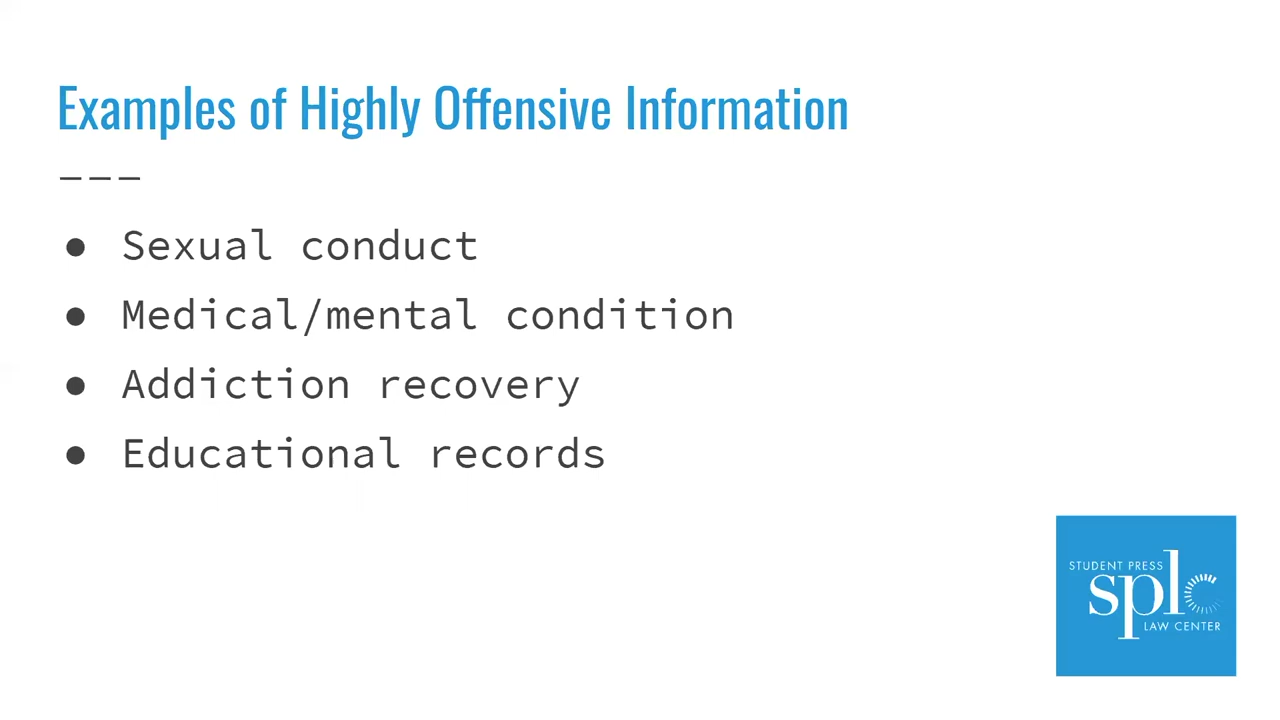 Examples of Highly Offensive Information
———
● Sexual conduct
● Medical/mental condition
● Addiction recovery
● Educational records
STUDENT PRESS
splc
LAW CENTER